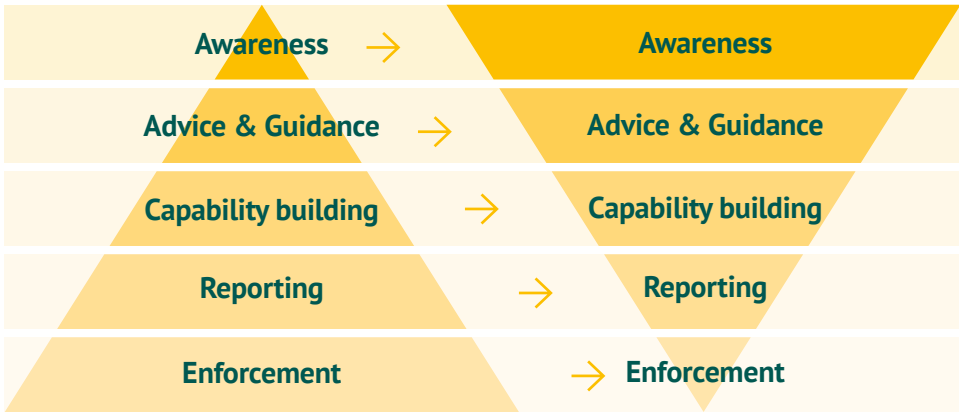 Awareness → Awareness
Advice & Guidance → Advice & Guidance
Capability building → Capability building
Reporting → Reporting
Enforcement → Enforcement